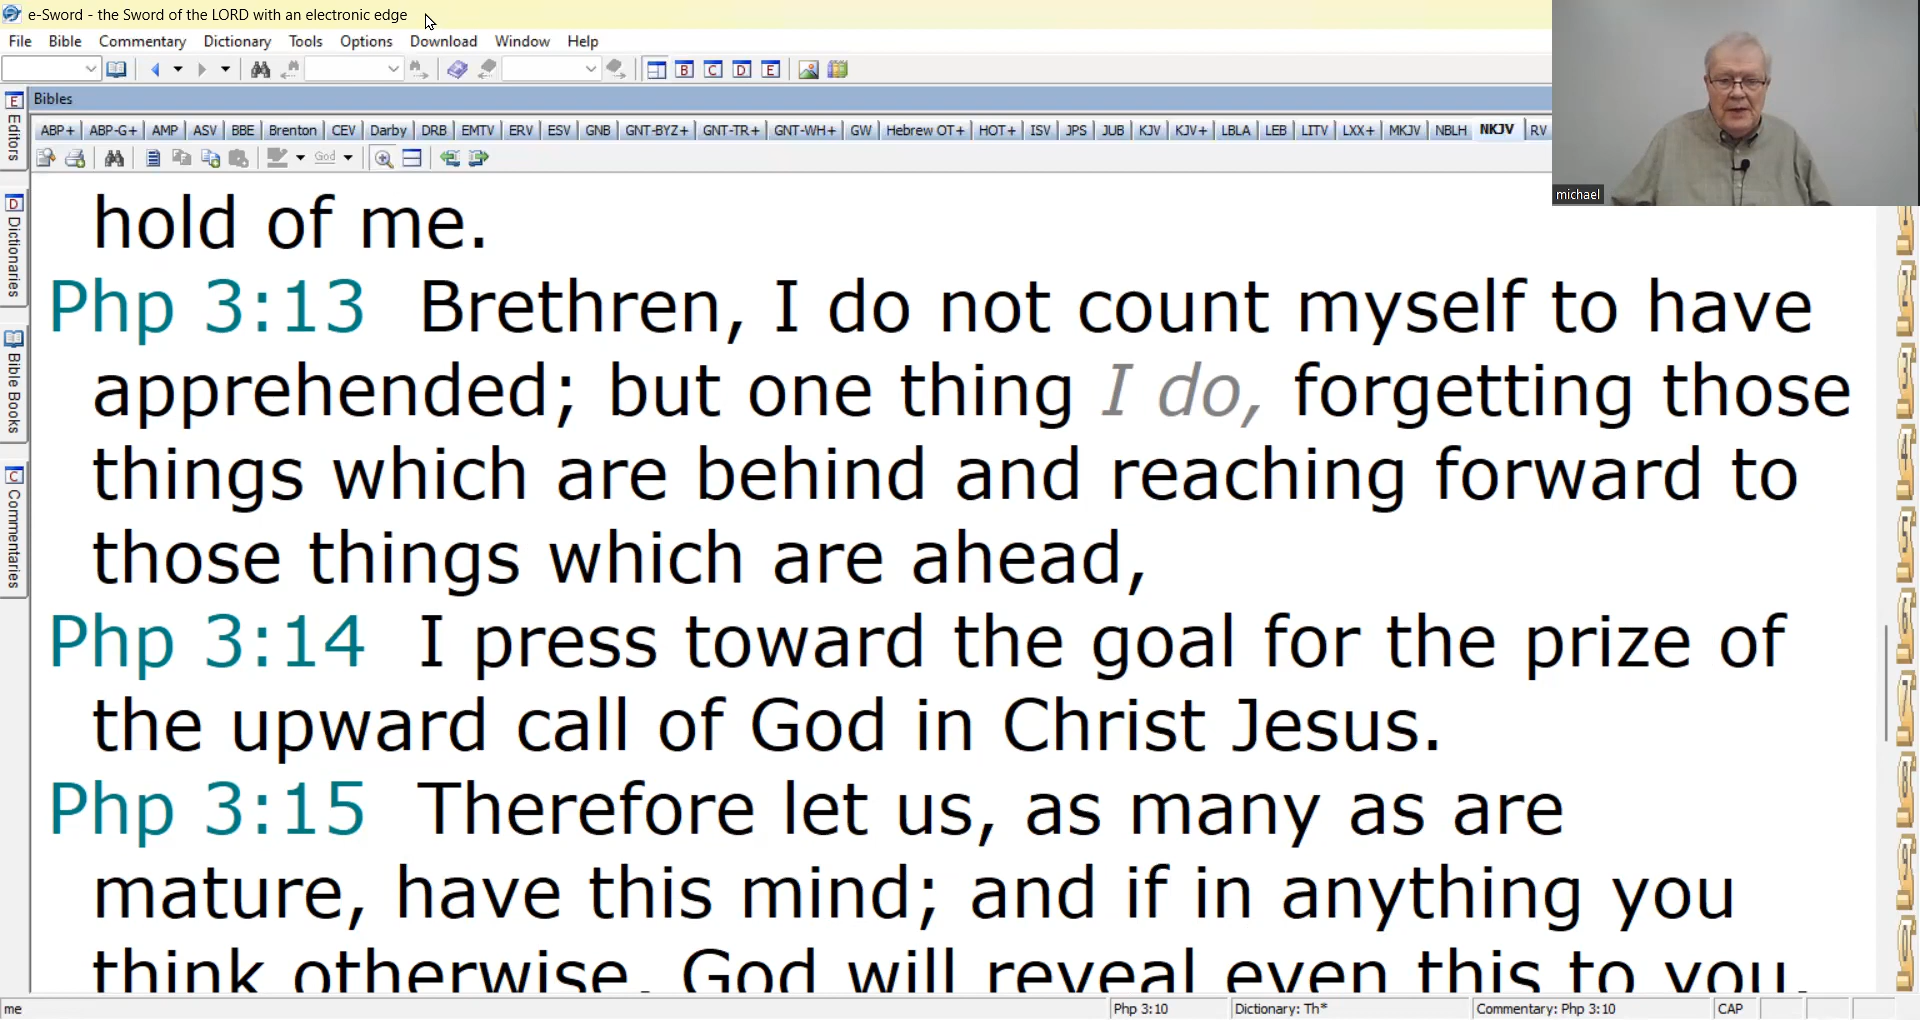 e-Sword - the Sword of the LORD with an electronic edge
File Bible Commentary Dictionary Tools Options Download Window Help
B C D E
Bibles
ABP+ ABP-G+ AMP ASV BBE Brenton CEV Darby DRB EMTV ERV ESV GNB GNT-BYZ+ GNT-TR+ GNT-WH+ GW Hebrew OT+ HOT+ ISV JPS JUB KJV KJV+ LBLA LEB LITV LXX+ MKJV NBLH NKJV RV
God
michael
E Editors
D Dictionaries
Bible Books
C Commentaries
hold of me.
Php 3:13 Brethren, I do not count myself to have
apprehended; but one thing I do, forgetting those
things which are behind and reaching forward to
those things which are ahead,
Php 3:14 I press toward the goal for the prize of
the upward call of God in Christ Jesus.
Php 3:15 Therefore let us, as many as are
mature, have this mind; and if in anything you
think otherwise, God will reveal even this to you.
me Php 3:10 Dictionary: Th* Commentary: Php 3:10 CAP